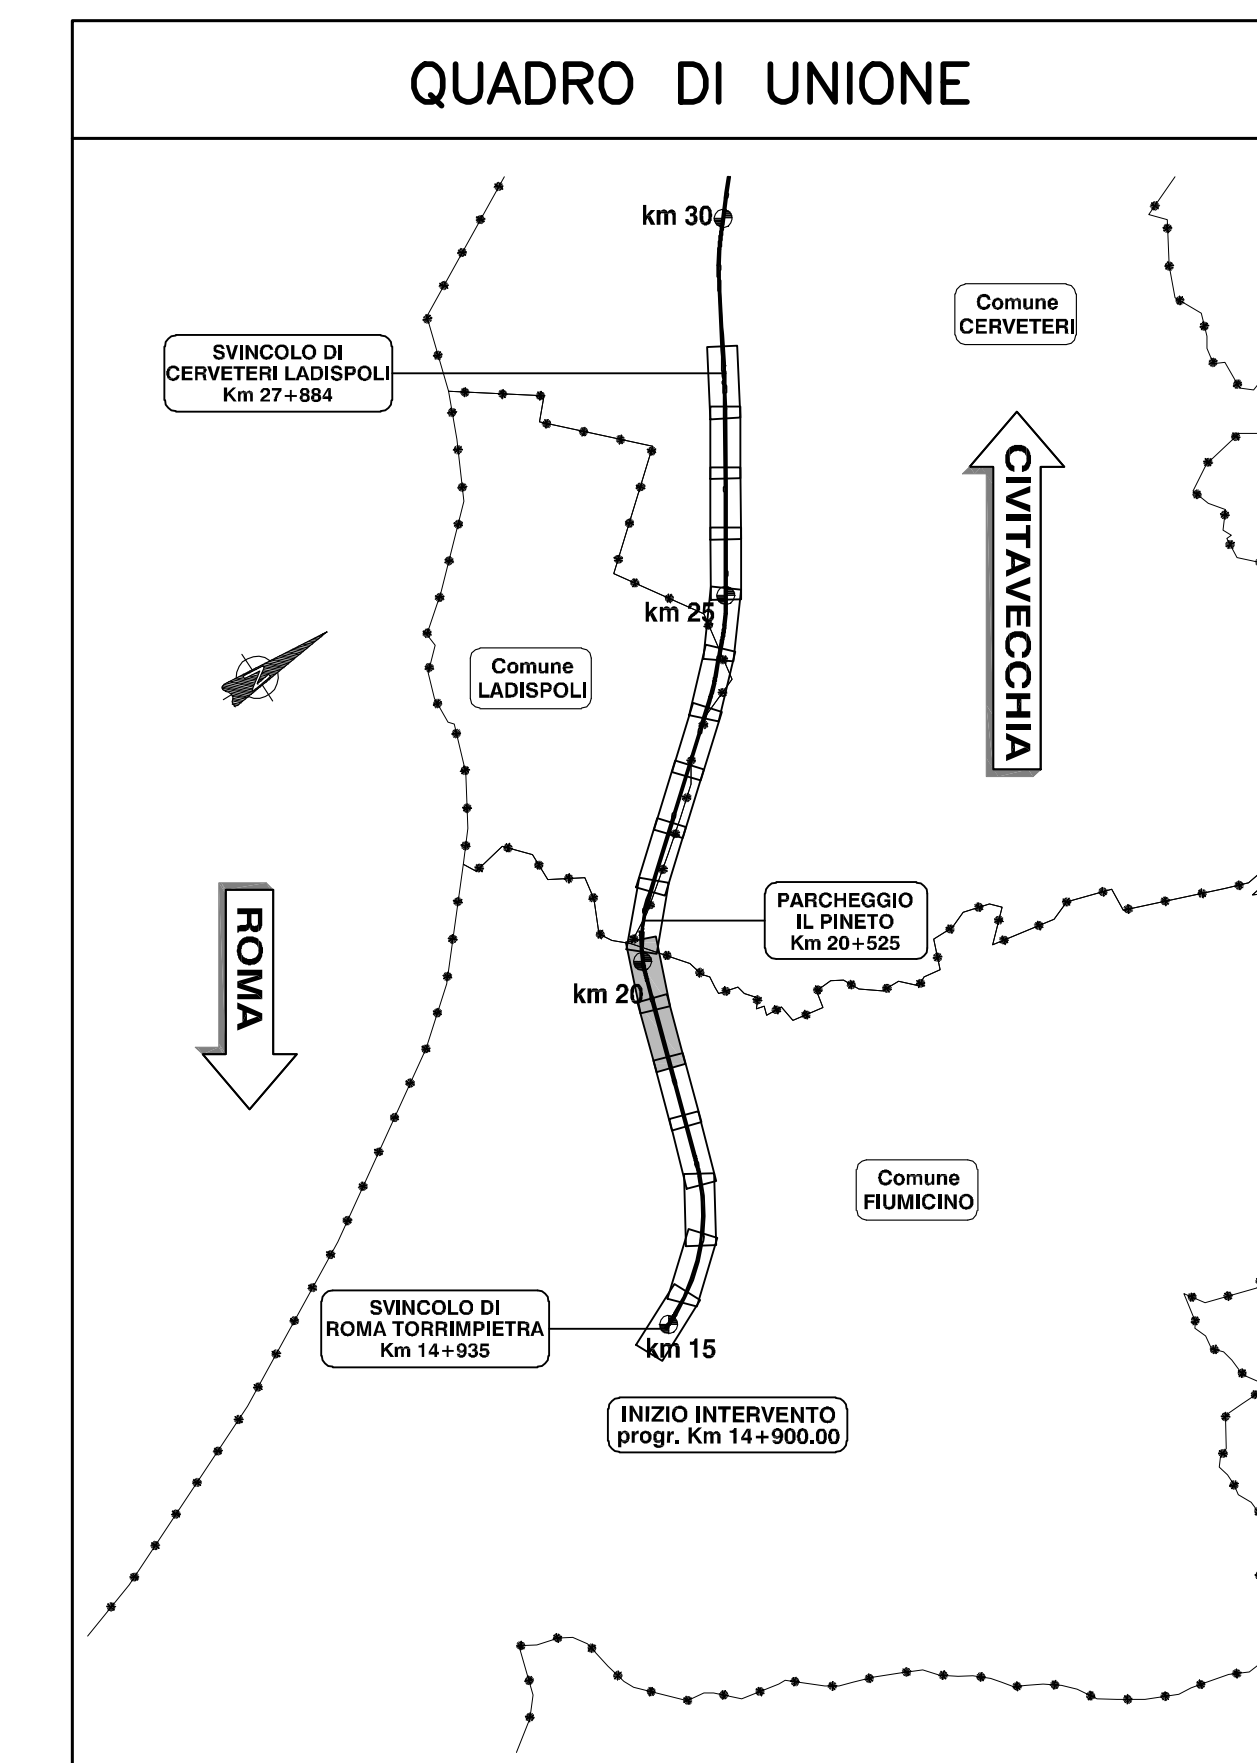 QUADRO DI UNIONE
km 30
Comune
CERVETERI
SVINCOLO DI
CERVETERI LADISPOLI
Km 27+884
CIVITAVECCHIA
km 25
Comune
LADISPOLI
ROMA
PARCHEGGIO
IL PINETO
Km 20+525
km 20
Comune
FIUMICINO
SVINCOLO DI
ROMA TORRIMPIETRA
Km 14+935
km 15
INIZIO INTERVENTO
progr. Km 14+900.00